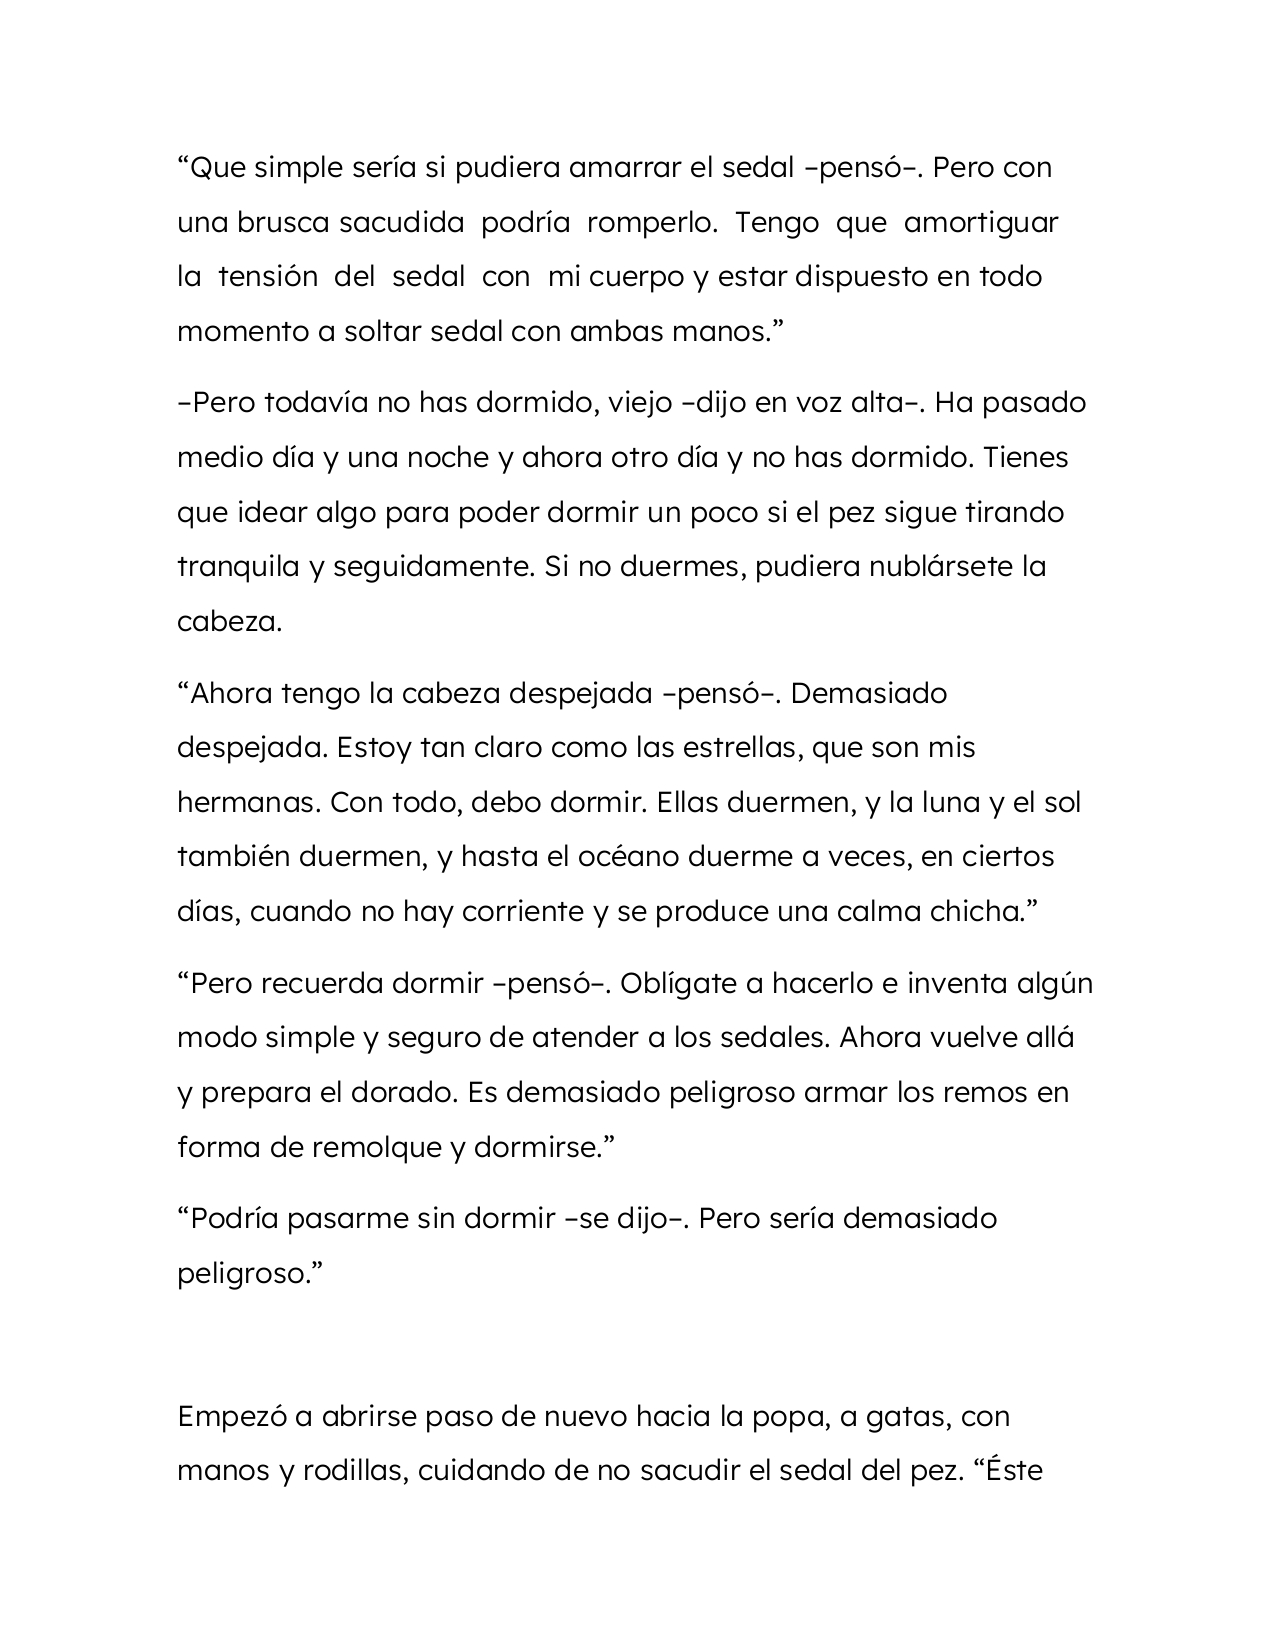 “Que simple sería si pudiera amarrar el sedal –pensó–. Pero con
una brusca sacudida podría romperlo. Tengo que amortiguar
la tensión del sedal con mi cuerpo y estar dispuesto en todo
momento a soltar sedal con ambas manos.”
–Pero todavía no has dormido, viejo –dijo en voz alta–. Ha pasado
medio día y una noche y ahora otro día y no has dormido. Tienes
que idear algo para poder dormir un poco si el pez sigue tirando
tranquila y seguidamente. Si no duermes, pudiera nublársete la
cabeza.
“Ahora tengo la cabeza despejada –pensó–. Demasiado
despejada. Estoy tan claro como las estrellas, que son mis
hermanas. Con todo, debo dormir. Ellas duermen, y la luna y el sol
también duermen, y hasta el océano duerme a veces, en ciertos
días, cuando no hay corriente y se produce una calma chicha.”
“Pero recuerda dormir –pensó–. Oblígate a hacerlo e inventa algún
modo simple y seguro de atender a los sedales. Ahora vuelve allá
y prepara el dorado. Es demasiado peligroso armar los remos en
forma de remolque y dormirse.”
“Podría pasarme sin dormir –se dijo–. Pero sería demasiado
peligroso.”
Empezó a abrirse paso de nuevo hacia la popa, a gatas, con
manos y rodillas, cuidando de no sacudir el sedal del pez. “Éste